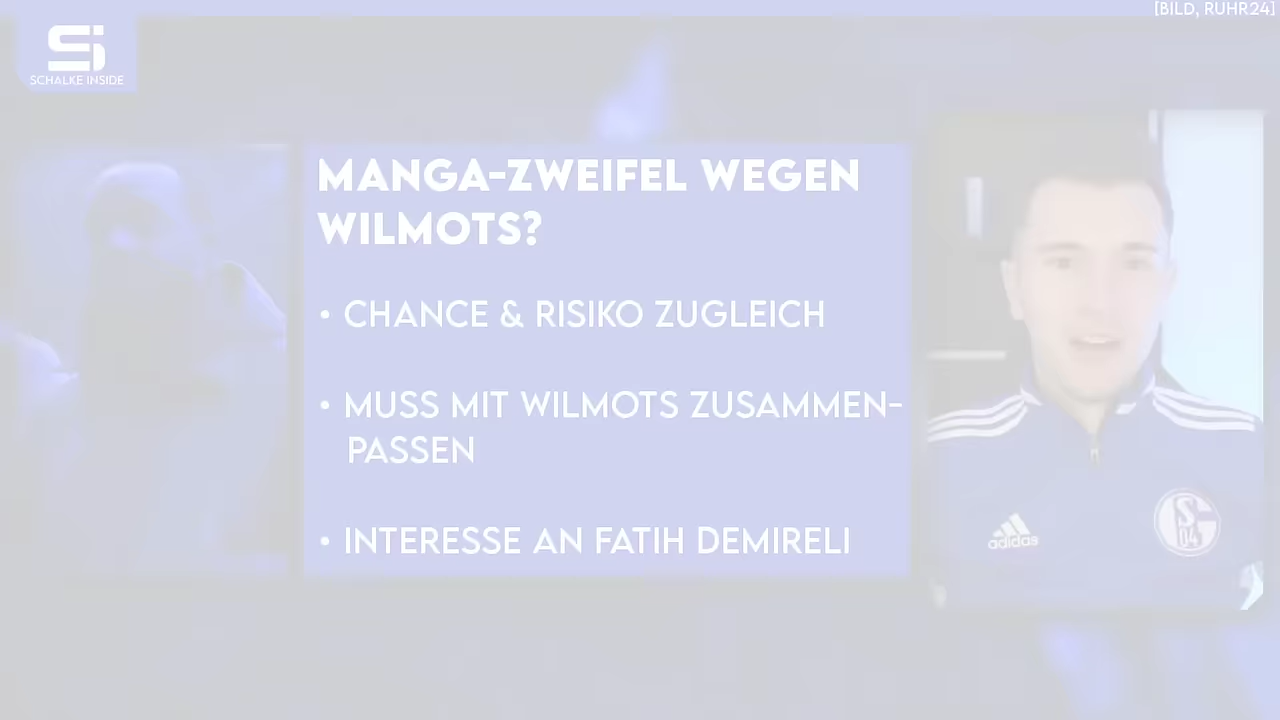 [BILD, RUHR24]
SCHALKE INSIDE
MANGA-ZWEIFEL WEGEN
WILMOTS?
• CHANCE & RISIKO ZUGLEICH
• MUSS MIT WILMOTS ZUSAMMEN-
PASSEN
• INTERESSE AN FATIH DEMIRELI
adidas
S04